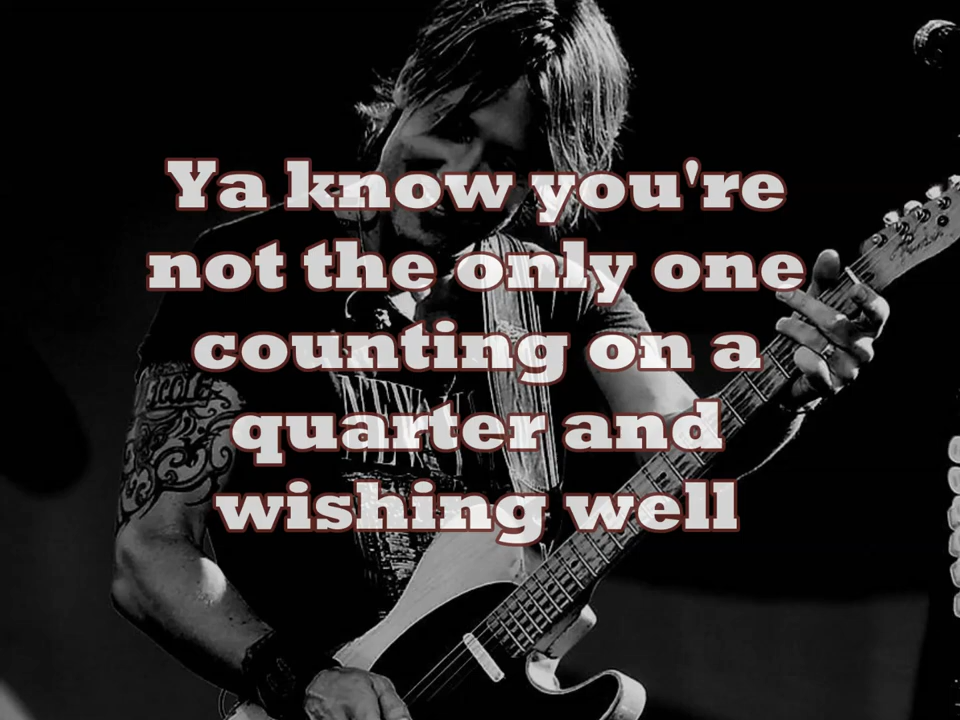 Ya know you're
not the only one
counting on a
quarter and
wishing well